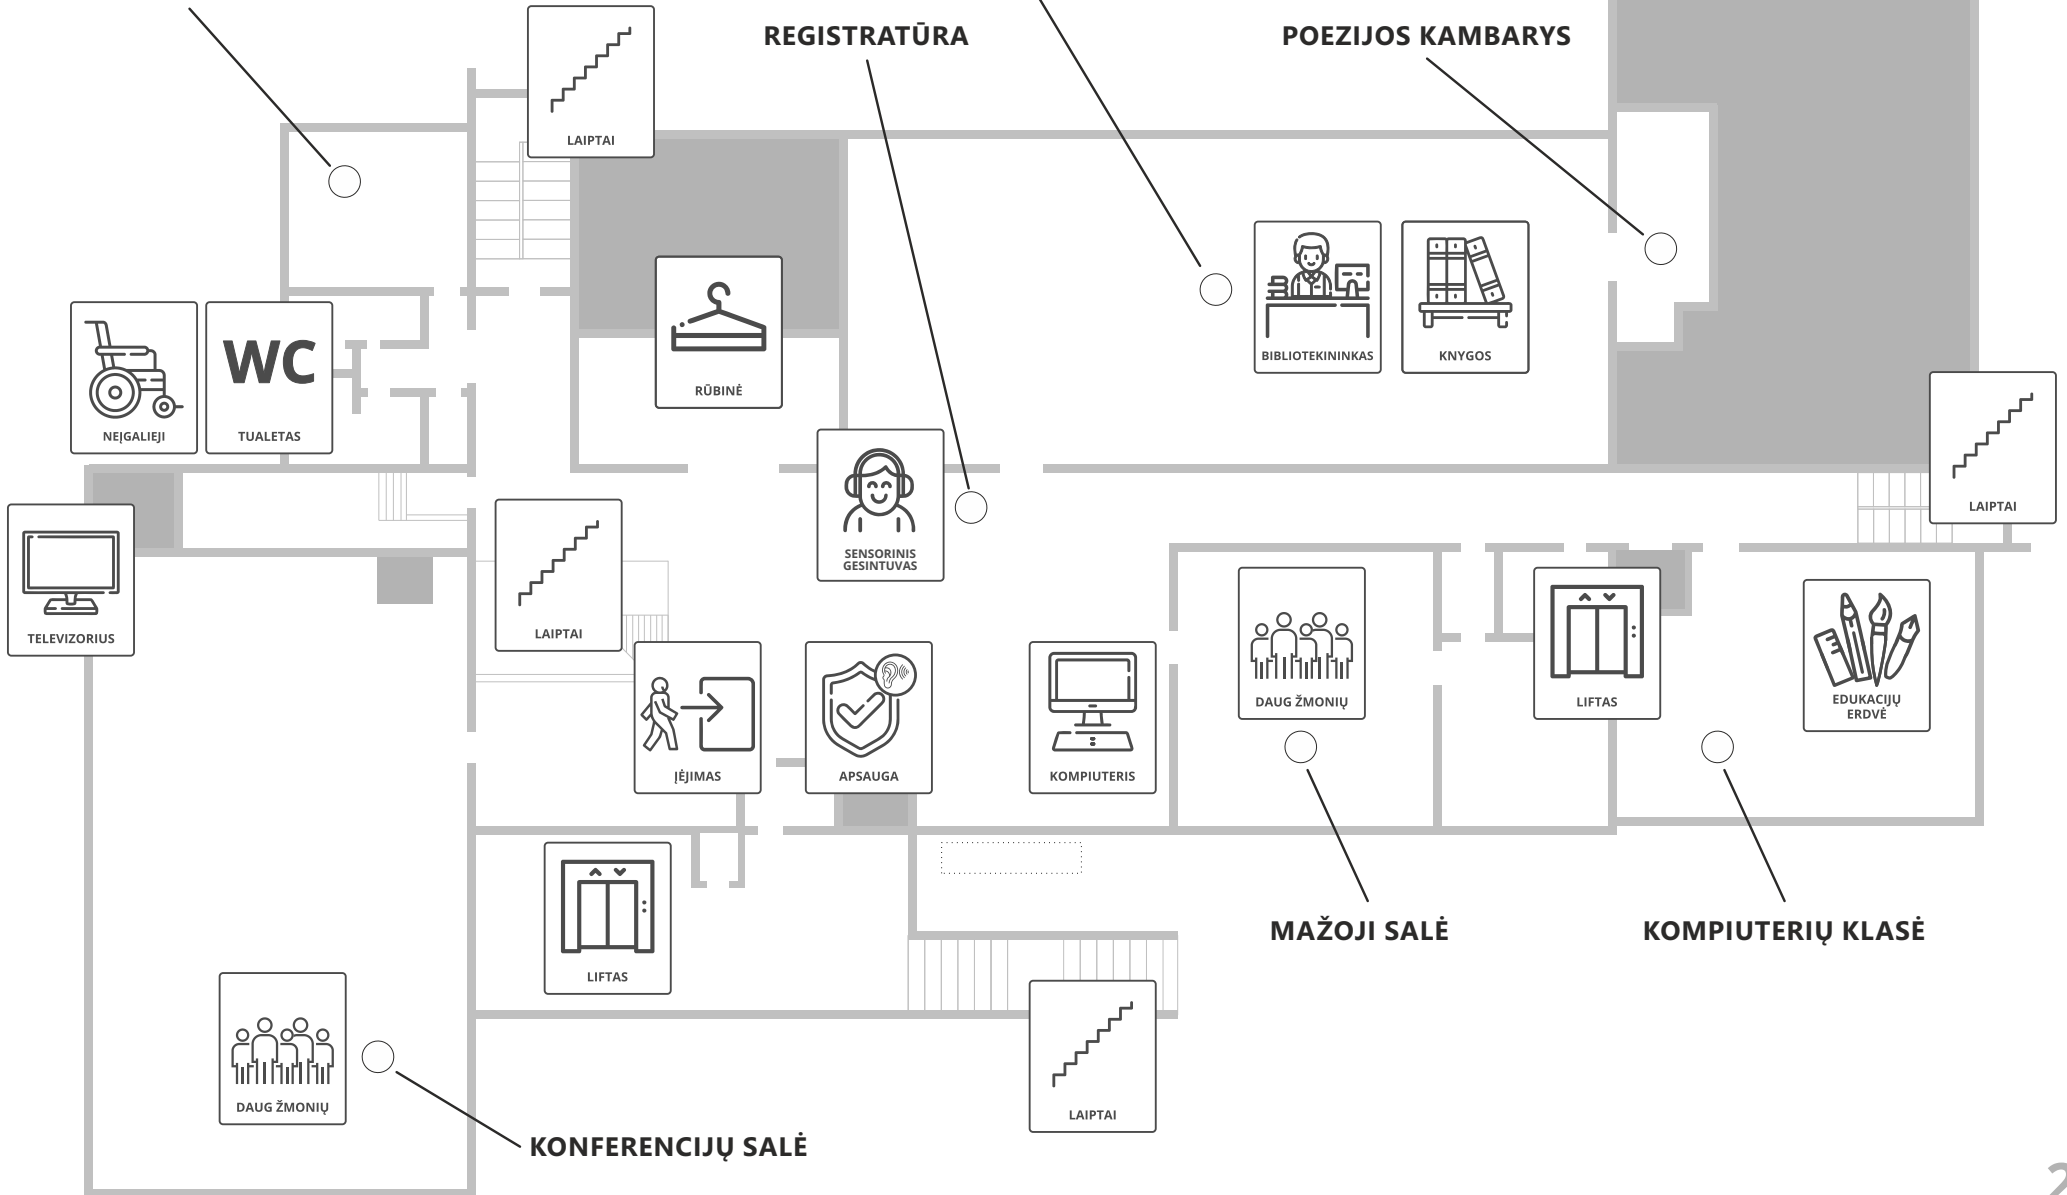 REGISTRATŪRA
POEZIJOS KAMBARYS
LAIPTAI
BIBLIOTEKININKAS
KNYGOS
RŪBINĖ
WC
NEĮGALIEJI
TUALETAS
LAIPTAI
SENSORINIS
GESINTUVAS
TELEVIZORIUS
LAIPTAI
DAUG ŽMONIŲ
LIFTAS
EDUKACIJŲ
ERDVĖ
ĮĖJIMAS
APSAUGA
KOMPIUTERIS
MAŽOJI SALĖ
KOMPIUTERIŲ KLASĖ
LIFTAS
DAUG ŽMONIŲ
LAIPTAI
KONFERENCIJŲ SALĖ